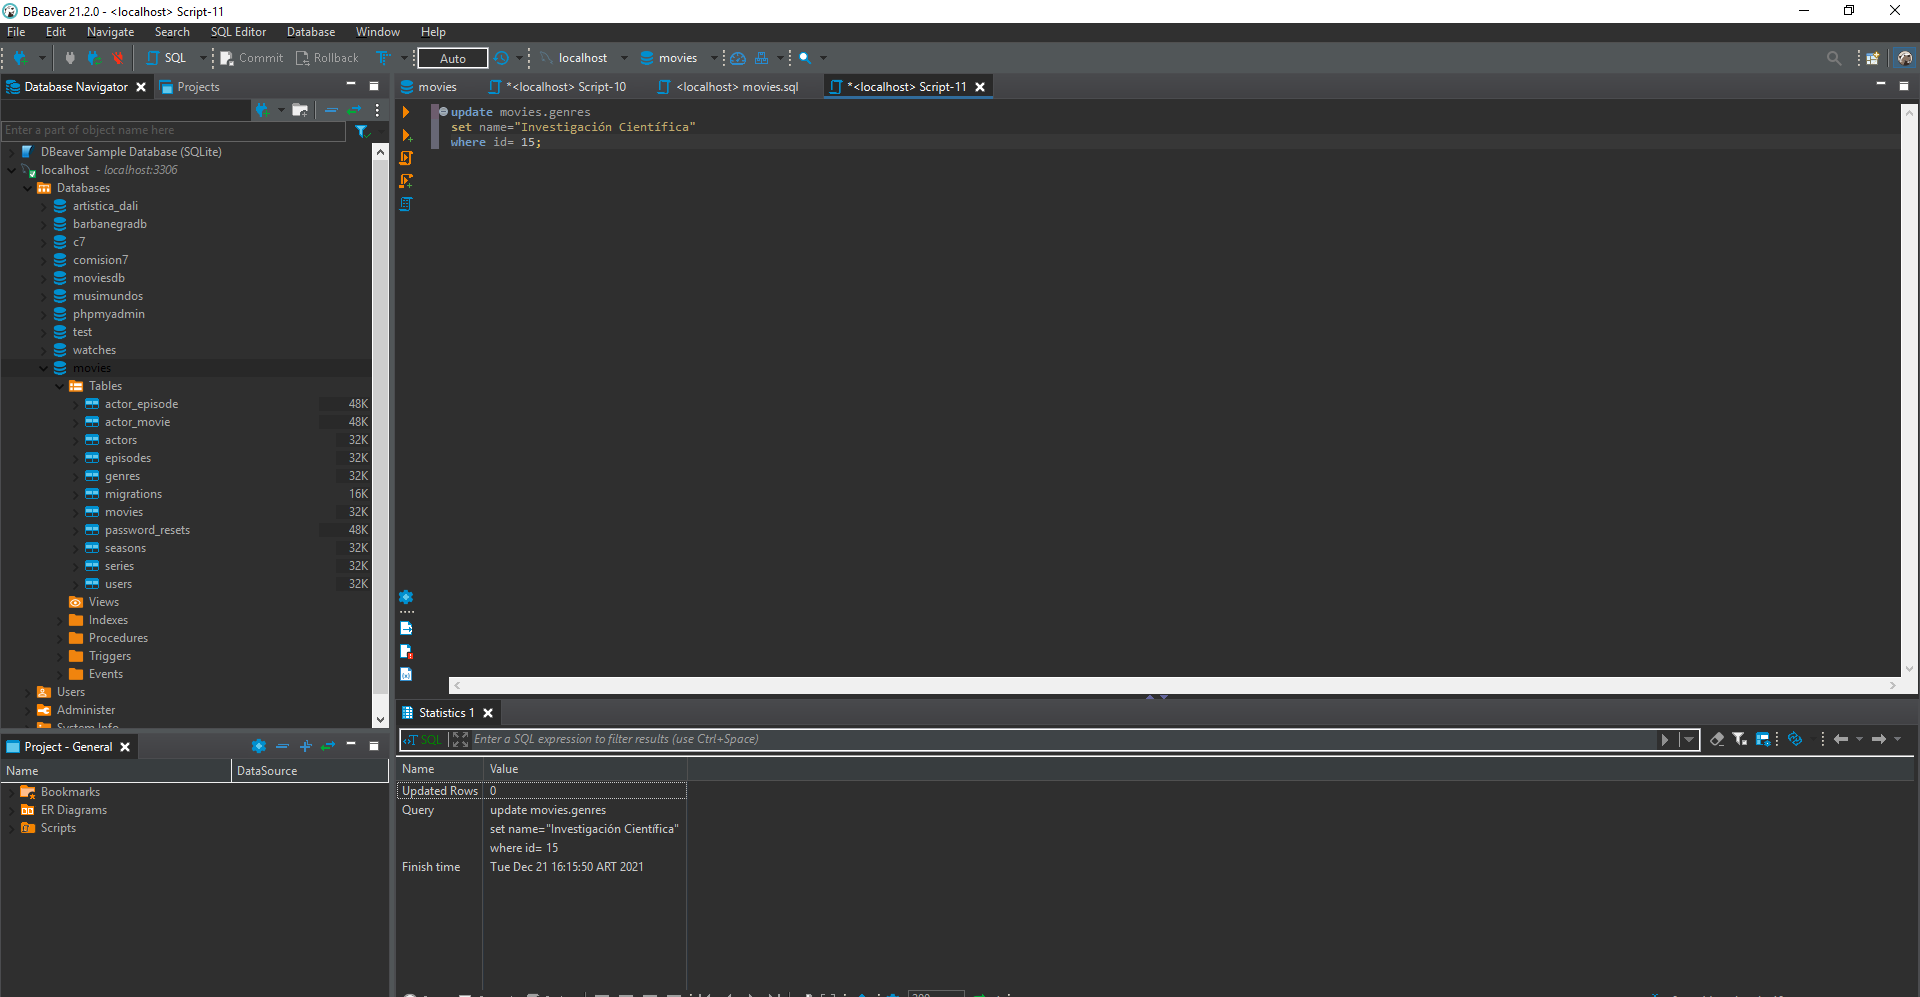 DBeaver 21.2.0 - <localhost> Script-11
File Edit Navigate Search SQL Editor Database Window Help
SQL Commit Rollback Auto localhost movies
Database Navigator Projects
Enter a part of object name here
DBeaver Sample Database (SQLite)
localhost - localhost:3306
Databases
artistica_dali
barbanegradb
c7
comision7
moviesdb
musimundos
phpmyadmin
test
watches
movies
Tables
actor_episode 48K
actor_movie 48K
actors 32K
episodes 32K
genres 32K
migrations 16K
movies 32K
password_resets 48K
seasons 32K
series 32K
users 32K
Views
Indexes
Procedures
Triggers
Events
Users
Administer
System Info
Project - General
Name DataSource
Bookmarks
ER Diagrams
Scripts
movies *<localhost> Script-10 <localhost> movies.sql *<localhost> Script-11
update movies.genres
set name="Investigación Científica"
where id= 15;
Statistics 1
SQL Enter a SQL expression to filter results (use Ctrl+Space)
Name Value
Updated Rows 0
Query update movies.genres
set name="Investigación Científica"
where id= 15
Finish time Tue Dec 21 16:15:50 ART 2021
200